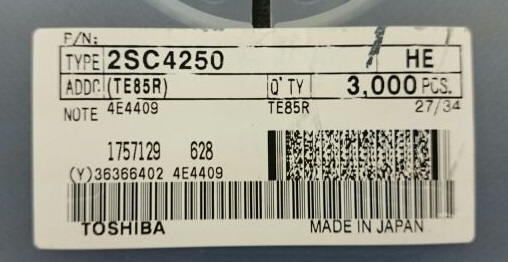 P/N:
TYPE 2SC4250 HE
ADDC (TE85R) Q'TY 3,000 PCS.
NOTE 4E4409 TE85R 27/34
1757129 628
(Y)36366402 4E4409
TOSHIBA MADE IN JAPAN